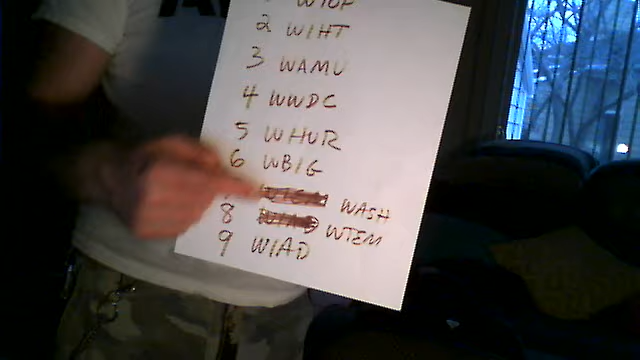 2 WIHT
3 WAMU
4 WWDC
5 WHUR
6 WBIG
WASH
8 WTEM
9 WIAD